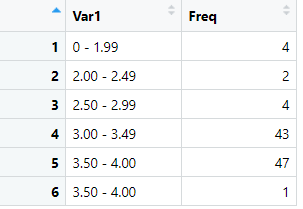 Var1 Freq
1 0 - 1.99 4
2 2.00 - 2.49 2
3 2.50 - 2.99 4
4 3.00 - 3.49 43
5 3.50 - 4.00 47
6 3.50 - 4.00 1